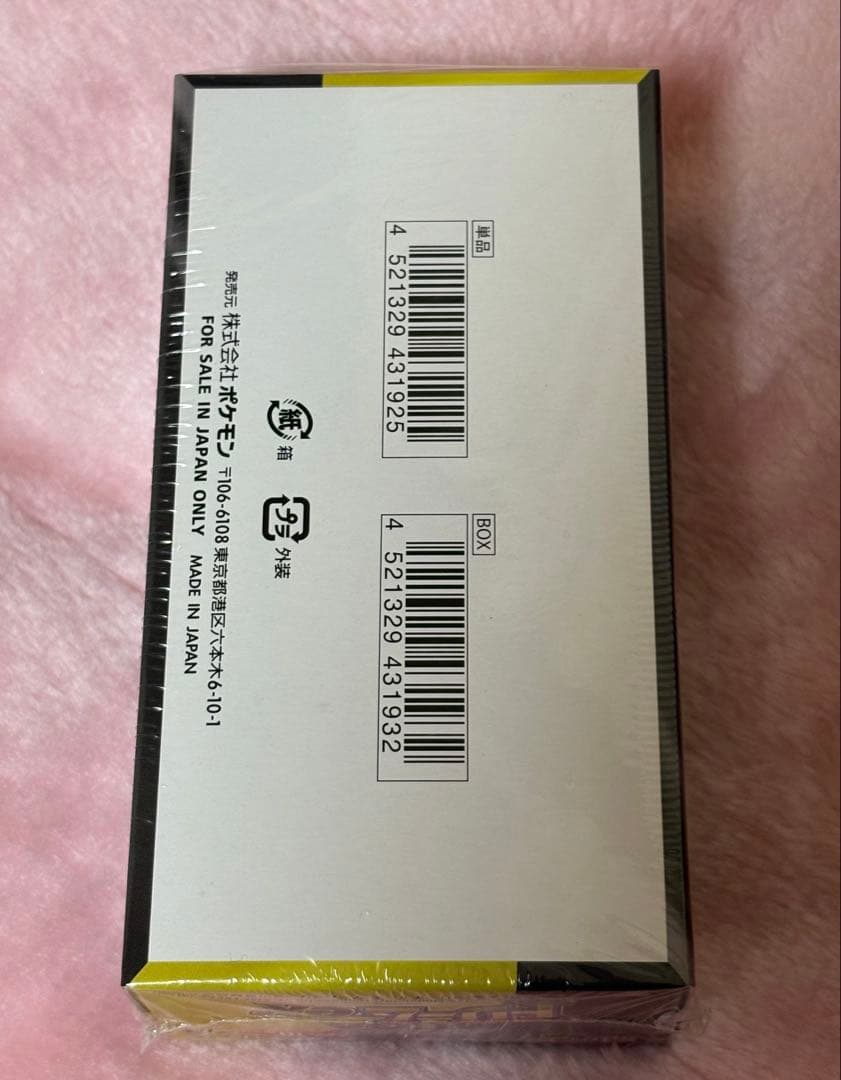 単品
4 521329 431925
BOX
4 521329 431932
紙 箱
プラ 外装
発売元 株式会社ポケモン 〒106-6108 東京都港区六本木6-10-1
FOR SALE IN JAPAN ONLY MADE IN JAPAN